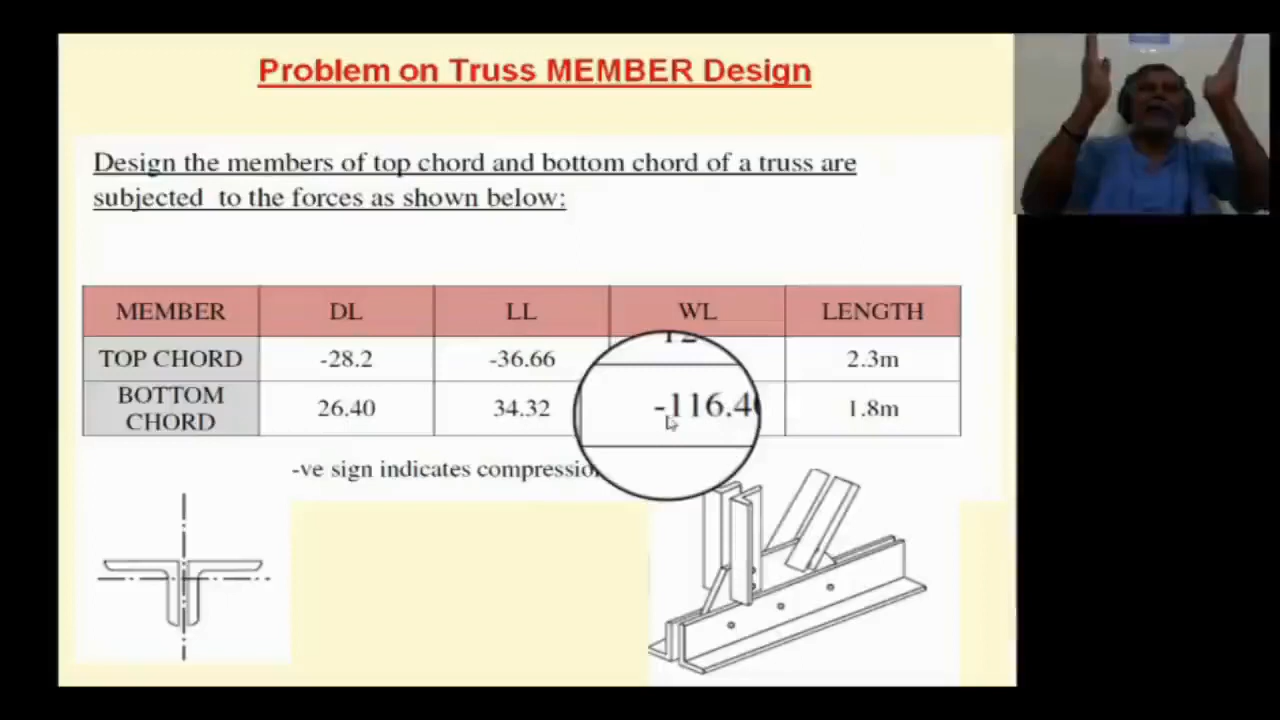 Problem on Truss MEMBER Design
Design the members of top chord and bottom chord of a truss are
subjected to the forces as shown below:
MEMBER DL LL WL LENGTH
TOP CHORD -28.2 -36.66 2.3m
BOTTOM CHORD 26.40 34.32 -116.4 1.8m
-ve sign indicates